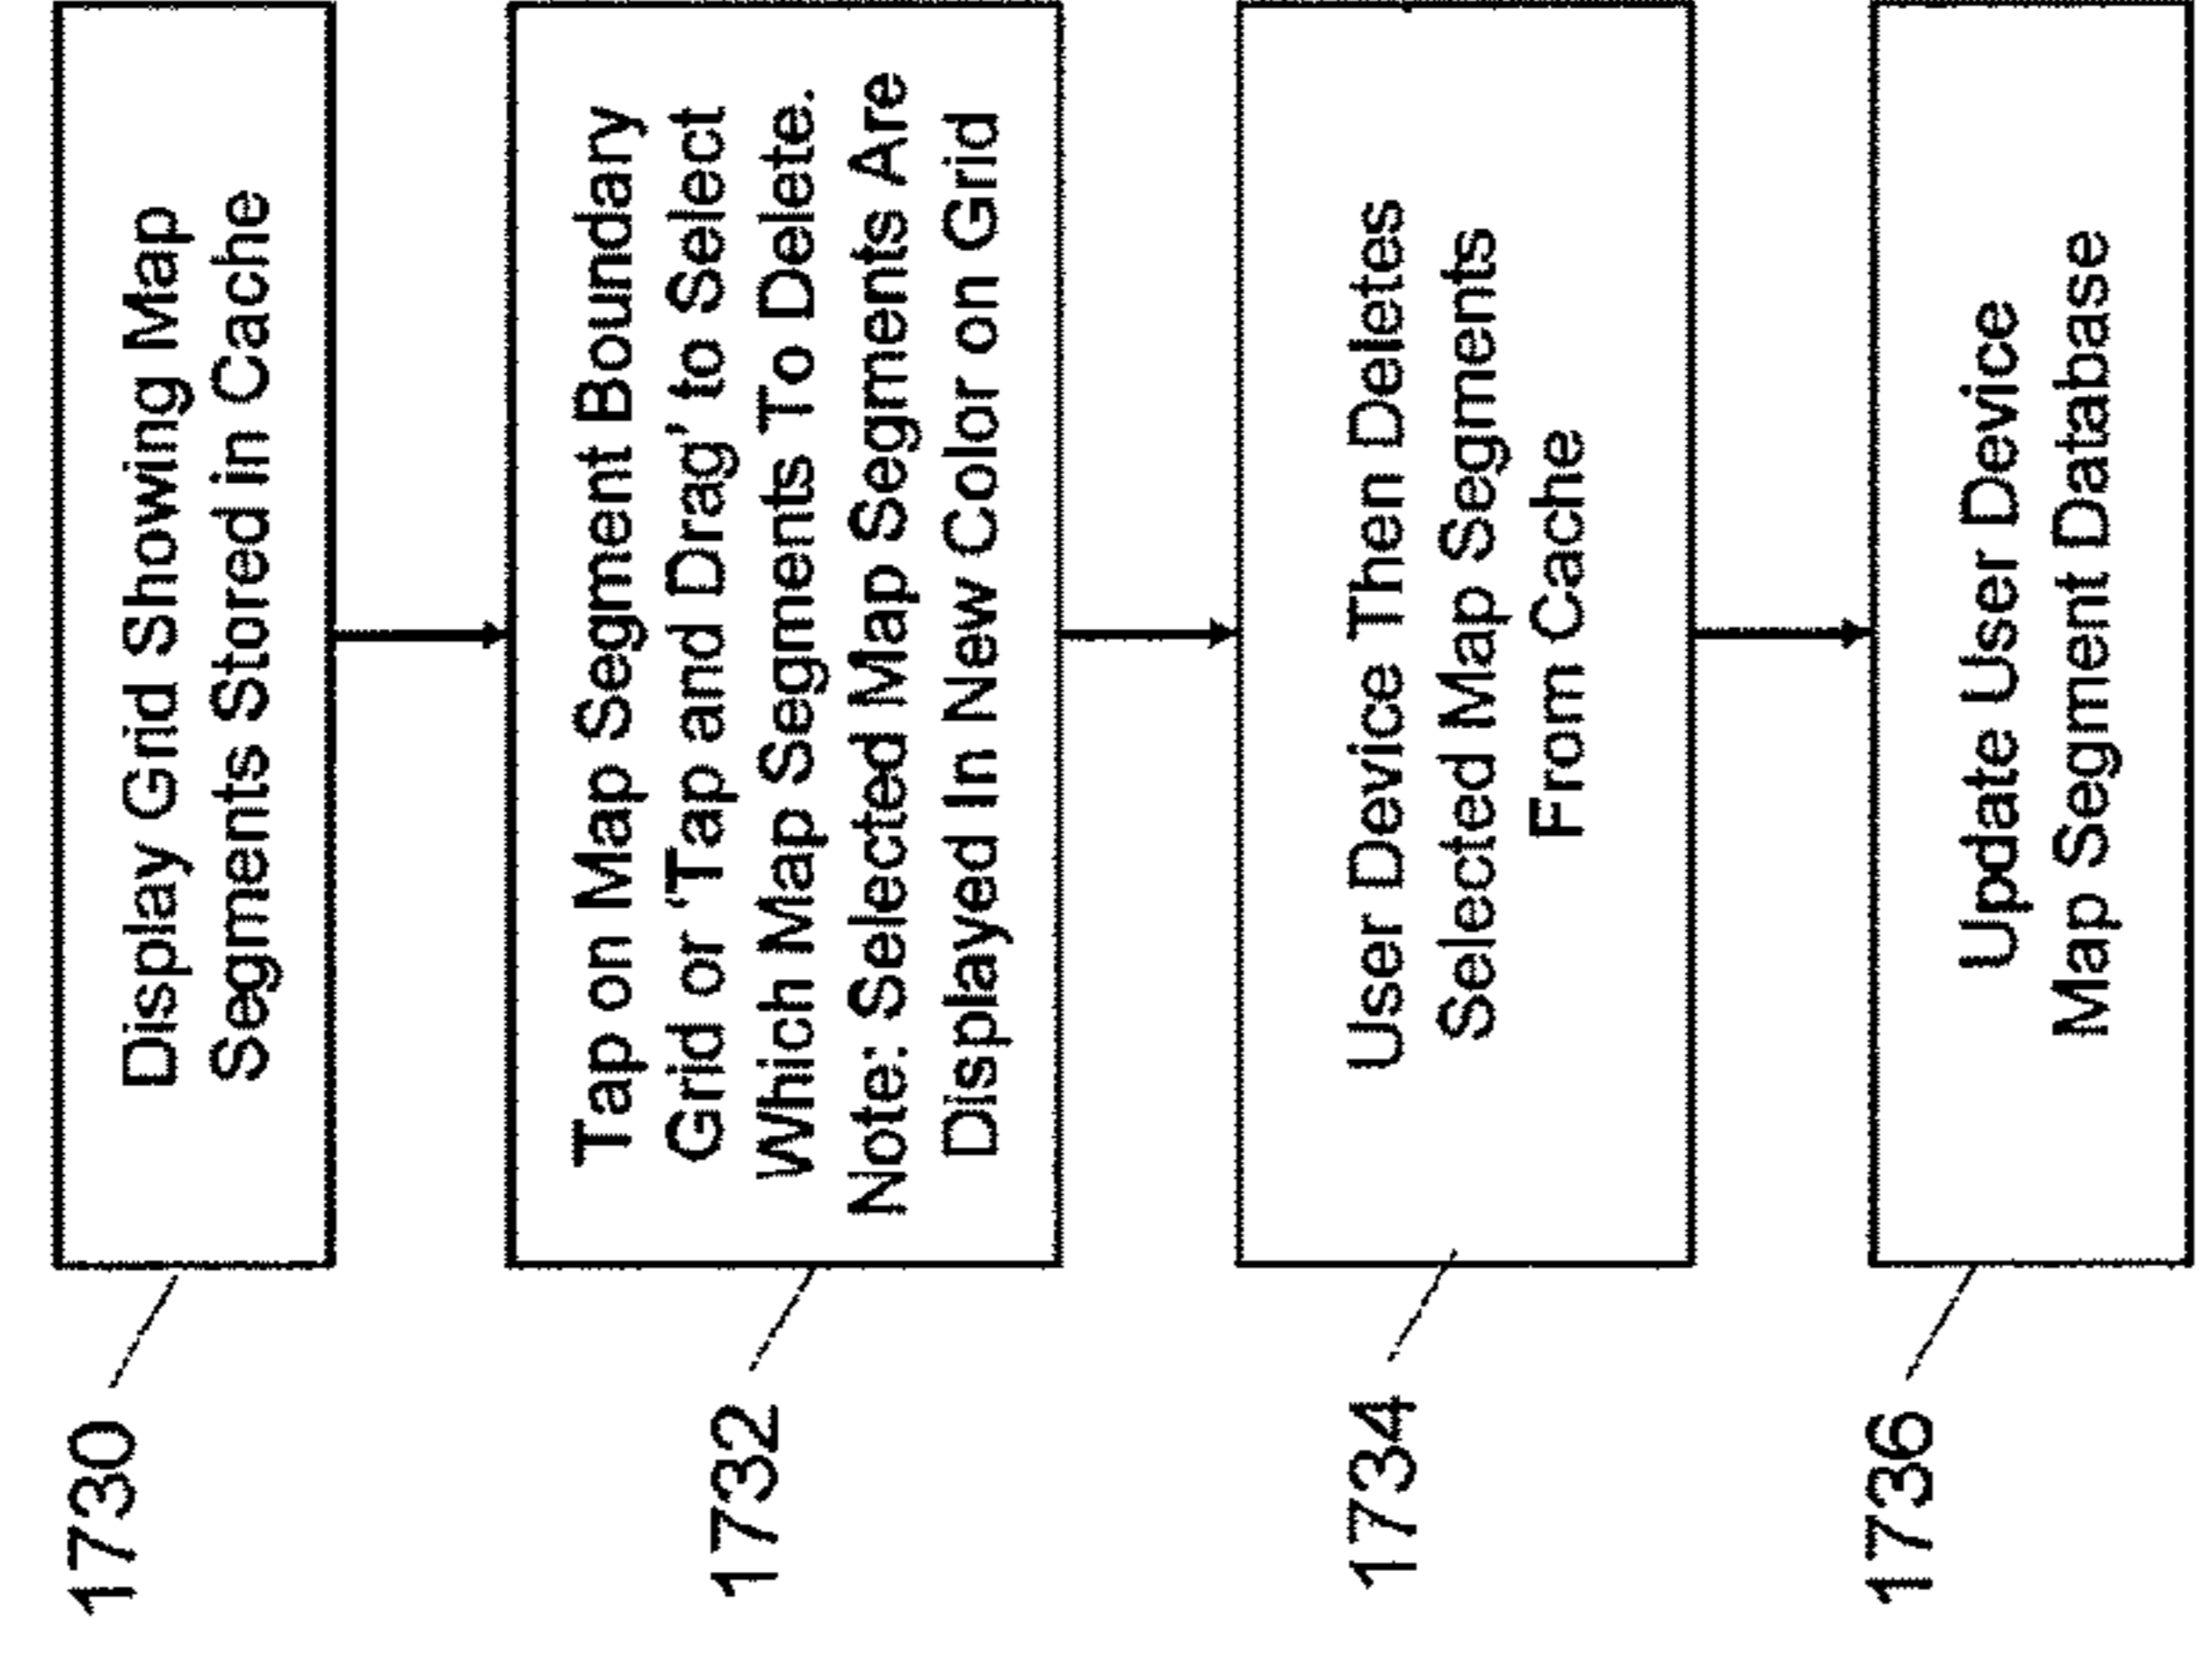 1730
Display Grid Showing Map
Segments Stored in Cache
1732
Tap on Map Segment Boundary
Grid or 'Tap and Drag' to Select
Which Map Segments To Delete.
Note: Selected Map Segments Are
Displayed In New Color on Grid
1734
User Device Then Deletes
Selected Map Segments
From Cache
1736
Update User Device
Map Segment Database